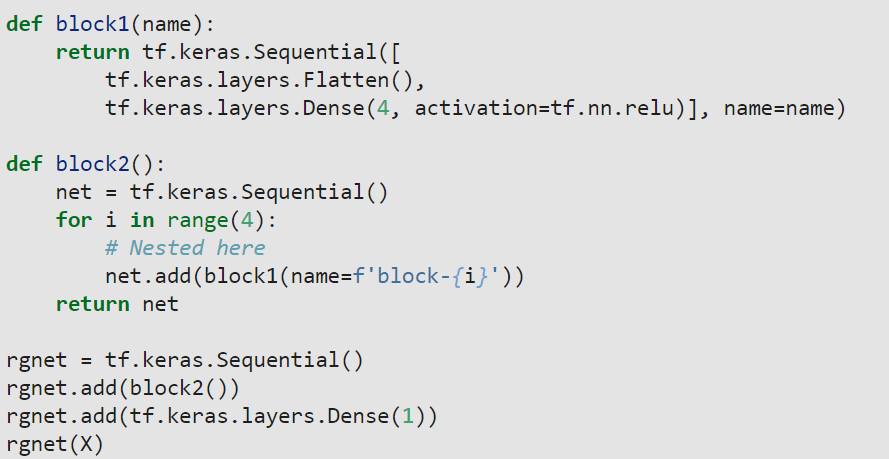 def block1(name):
    return tf.keras.Sequential([
        tf.keras.layers.Flatten(),
        tf.keras.layers.Dense(4, activation=tf.nn.relu)], name=name)

def block2():
    net = tf.keras.Sequential()
    for i in range(4):
        # Nested here
        net.add(block1(name=f'block-{i}'))
    return net

rgnet = tf.keras.Sequential()
rgnet.add(block2())
rgnet.add(tf.keras.layers.Dense(1))
rgnet(X)